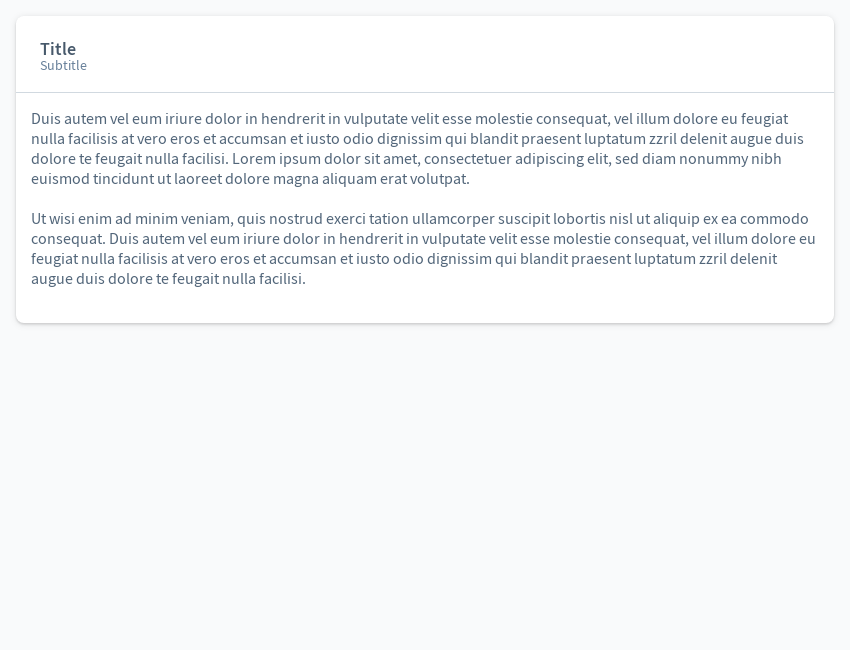 Title
Subtitle
Duis autem vel eum iriure dolor in hendrerit in vulputate velit esse molestie consequat, vel illum dolore eu feugiat
nulla facilisis at vero eros et accumsan et iusto odio dignissim qui blandit praesent luptatum zzril delenit augue duis
dolore te feugait nulla facilisi. Lorem ipsum dolor sit amet, consectetuer adipiscing elit, sed diam nonummy nibh
euismod tincidunt ut laoreet dolore magna aliquam erat volutpat.
Ut wisi enim ad minim veniam, quis nostrud exerci tation ullamcorper suscipit lobortis nisl ut aliquip ex ea commodo
consequat. Duis autem vel eum iriure dolor in hendrerit in vulputate velit esse molestie consequat, vel illum dolore eu
feugiat nulla facilisis at vero eros et accumsan et iusto odio dignissim qui blandit praesent luptatum zzril delenit
augue duis dolore te feugait nulla facilisi.